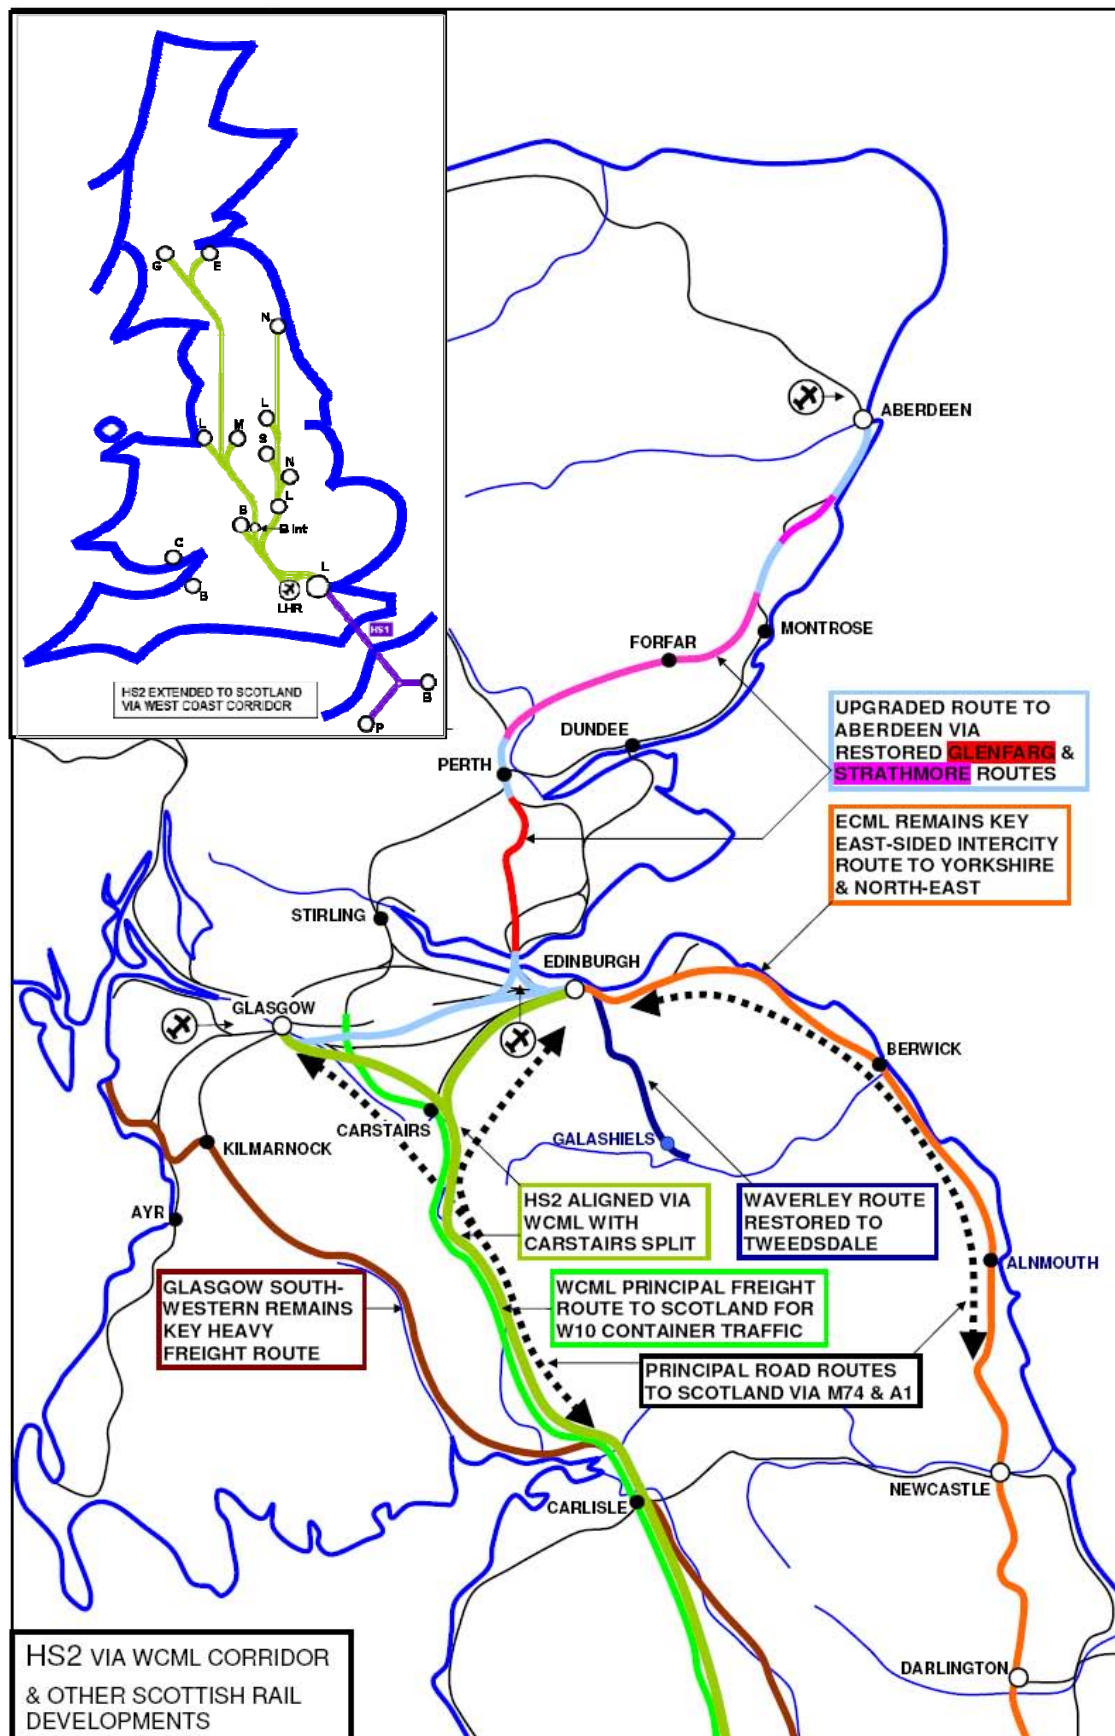 G
E
N
L
M
L
S
N
L
B
B Int
C
B
L
LHR
HS1
B
P
HS2 EXTENDED TO SCOTLAND
VIA WEST COAST CORRIDOR
ABERDEEN
MONTROSE
FORFAR
DUNDEE
PERTH
UPGRADED ROUTE TO
ABERDEEN VIA
RESTORED GLENFARG &
STRATHMORE ROUTES
ECML REMAINS KEY
EAST-SIDED INTERCITY
ROUTE TO YORKSHIRE
& NORTH-EAST
STIRLING
EDINBURGH
GLASGOW
BERWICK
CARSTAIRS
KILMARNOCK
GALASHIELS
AYR
HS2 ALIGNED VIA
WCML WITH
CARSTAIRS SPLIT
WAVERLEY ROUTE
RESTORED TO
TWEEDSDALE
ALNMOUTH
GLASGOW SOUTH-
WESTERN REMAINS
KEY HEAVY
FREIGHT ROUTE
WCML PRINCIPAL FREIGHT
ROUTE TO SCOTLAND FOR
W10 CONTAINER TRAFFIC
PRINCIPAL ROAD ROUTES
TO SCOTLAND VIA M74 & A1
NEWCASTLE
CARLISLE
DARLINGTON
HS2 VIA WCML CORRIDOR
& OTHER SCOTTISH RAIL
DEVELOPMENTS